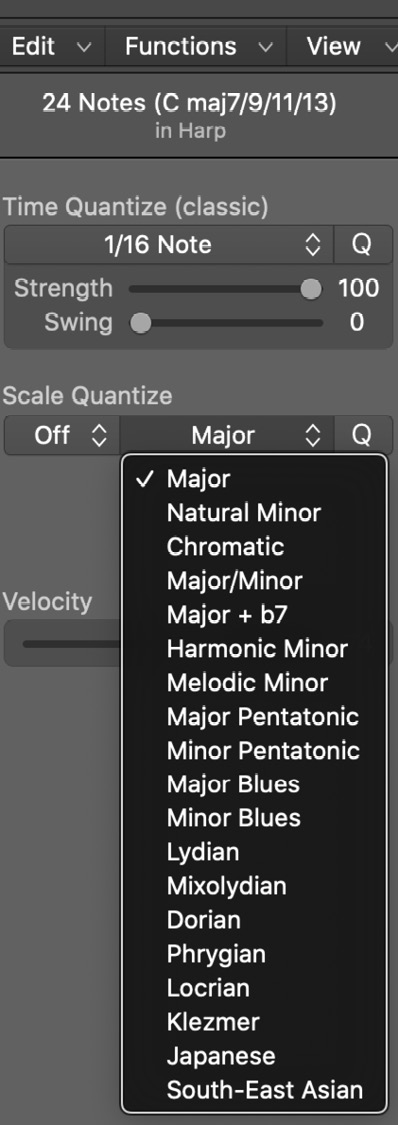 Edit Functions View
24 Notes (C maj7/9/11/13)
in Harp
Time Quantize (classic)
1/16 Note Q
Strength 100
Swing 0
Scale Quantize
Off Major Q
✓ Major
Natural Minor
Chromatic
Major/Minor
Major + b7
Harmonic Minor
Melodic Minor
Major Pentatonic
Minor Pentatonic
Major Blues
Minor Blues
Lydian
Mixolydian
Dorian
Phrygian
Locrian
Klezmer
Japanese
South-East Asian
Velocity